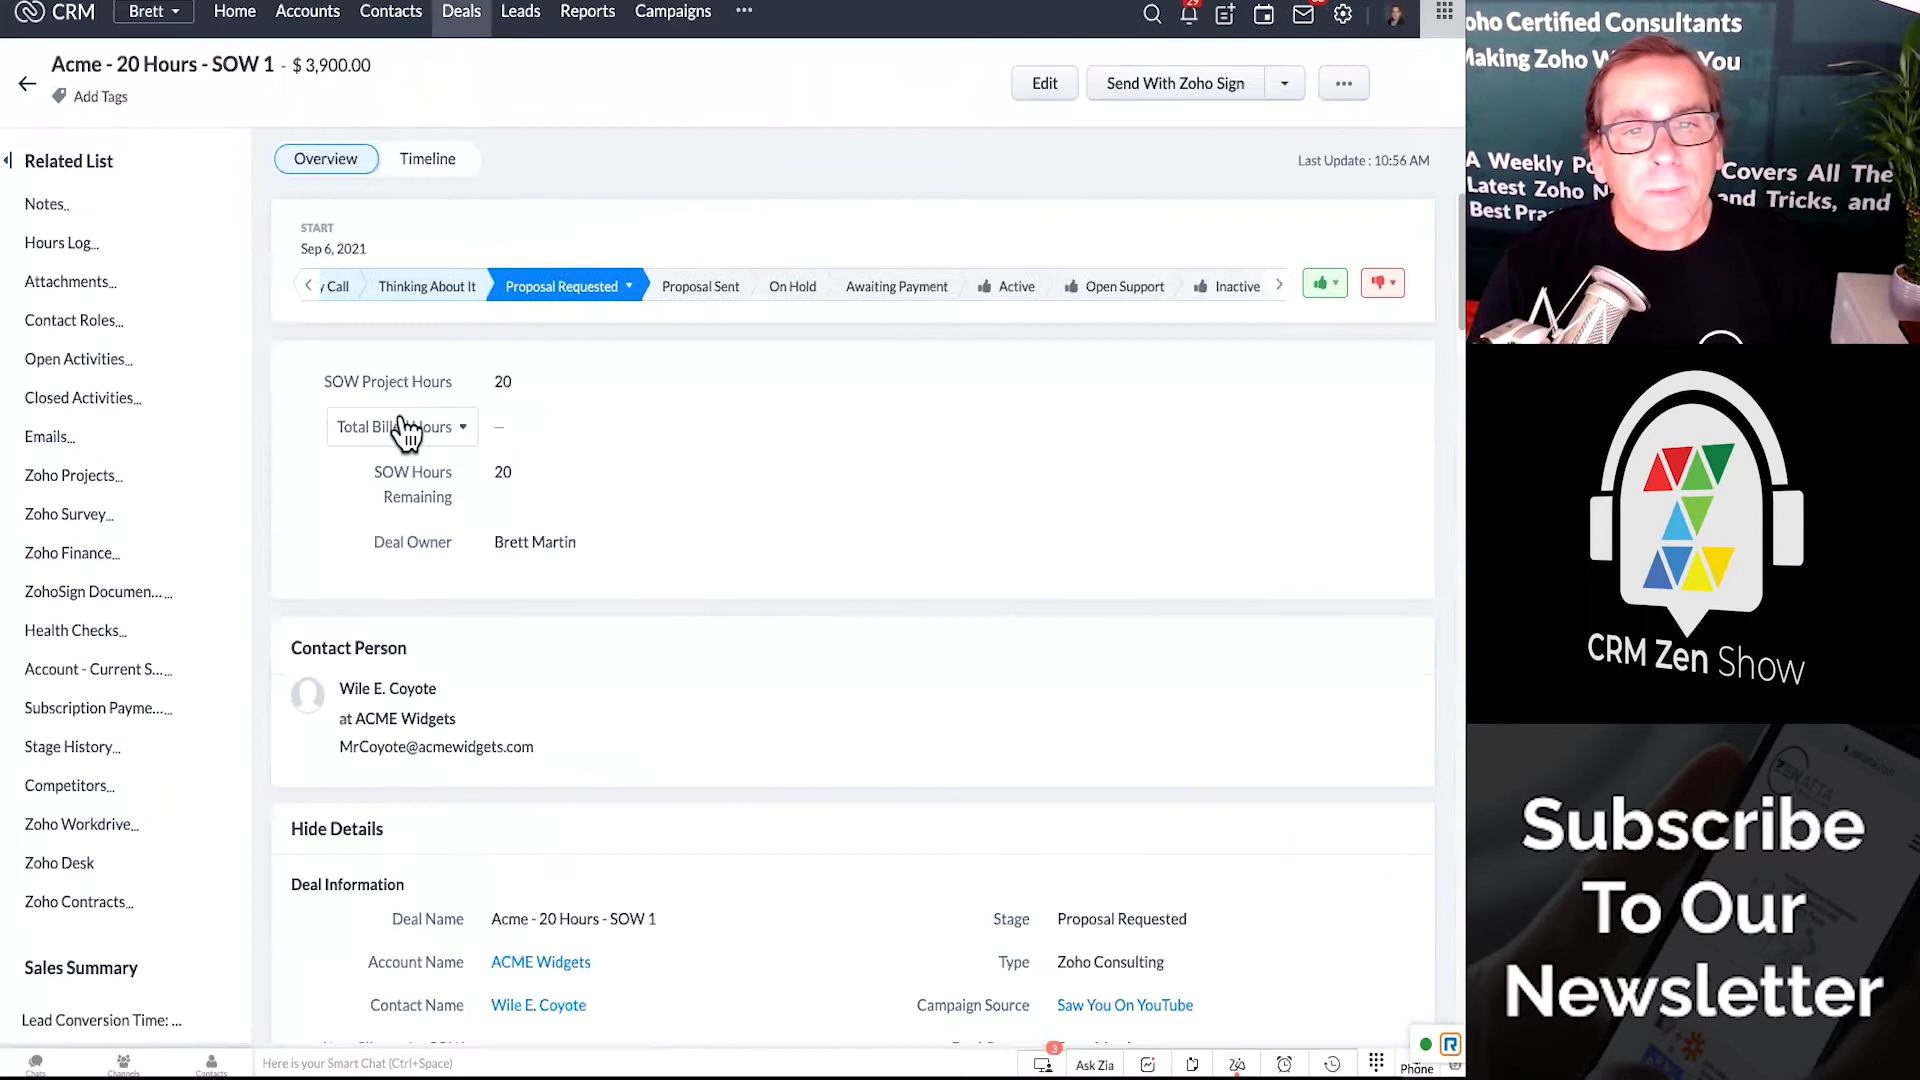 CRM
Brett
Home
Accounts
Contacts
Deals
Leads
Reports
Campaigns
29
Acme - 20 Hours - SOW 1 - $ 3,900.00
Add Tags
Edit
Send With Zoho Sign
Related List
Notes..
Hours Log...
Attachments...
Contact Roles...
Open Activities...
Closed Activities...
Emails...
Zoho Projects...
Zoho Survey...
Zoho Finance...
ZohoSign Documen... ...
Health Checks...
Account - Current S... ...
Subscription Payme... ...
Stage History...
Competitors...
Zoho Workdrive...
Zoho Desk
Zoho Contracts...
Sales Summary
Lead Conversion Time: ...
Overview
Timeline
Last Update : 10:56 AM
START
Sep 6, 2021
y Call
Thinking About It
Proposal Requested
Proposal Sent
On Hold
Awaiting Payment
Active
Open Support
Inactive
SOW Project Hours 20
Total Bill ours –
SOW Hours Remaining 20
Deal Owner Brett Martin
Contact Person
Wile E. Coyote
at ACME Widgets
MrCoyote@acmewidgets.com
Hide Details
Deal Information
Deal Name Acme - 20 Hours - SOW 1
Stage Proposal Requested
Account Name ACME Widgets
Type Zoho Consulting
Contact Name Wile E. Coyote
Campaign Source Saw You On YouTube
Chats
Channels
Contacts
Here is your Smart Chat (Ctrl+Space)
3
Ask Zia
Phone
oho Certified Consultants
Making Zoho W You
A Weekly Po Covers All The
Latest Zoho N and Tricks, and
Best Pra
CRM Zen Show
ZENATTA
Subscribe
To Our
Newsletter